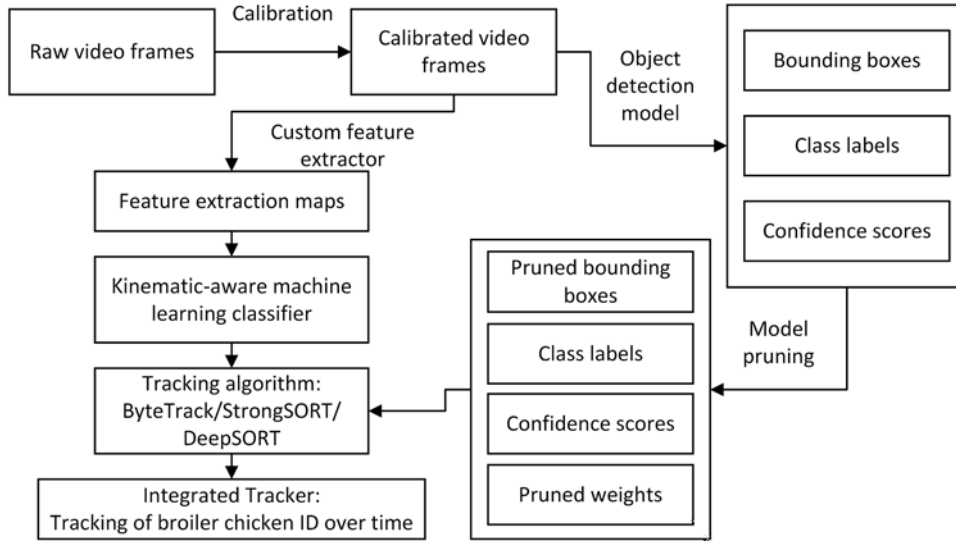 Calibration
Raw video frames
Calibrated video
frames
Object
detection
model
Bounding boxes
Class labels
Confidence scores
Custom feature
extractor
Feature extraction maps
Kinematic-aware machine
learning classifier
Tracking algorithm:
ByteTrack/StrongSORT/
DeepSORT
Integrated Tracker:
Tracking of broiler chicken ID over time
Model
pruning
Pruned bounding
boxes
Class labels
Confidence scores
Pruned weights